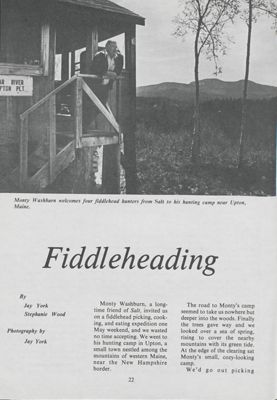 AR RIVER
PTON PCT.
Monty Washburn welcomes four fiddlehead hunters from Salt to his hunting camp near Upton,
Maine.
Fiddleheading
By
Jay York
Stephanie Wood
Photography by
Jay York
Monty Washburn, a long-
time friend of Salt, invited us
on a fiddlehead picking, cook-
ing, and eating expedition one
May weekend, and we wasted
no time accepting. We went to
his hunting camp in Upton, a
small town nestled among the
mountains of western Maine,
near the New Hampshire
border.
The road to Monty's camp
seemed to take us nowhere but
deeper into the woods. Finally
the trees gave way and we
looked over a sea of spring,
rising to cover the nearby
mountains with its green tide.
At the edge of the clearing sat
Monty's small, cozy-looking
camp.
We'd go out picking
22